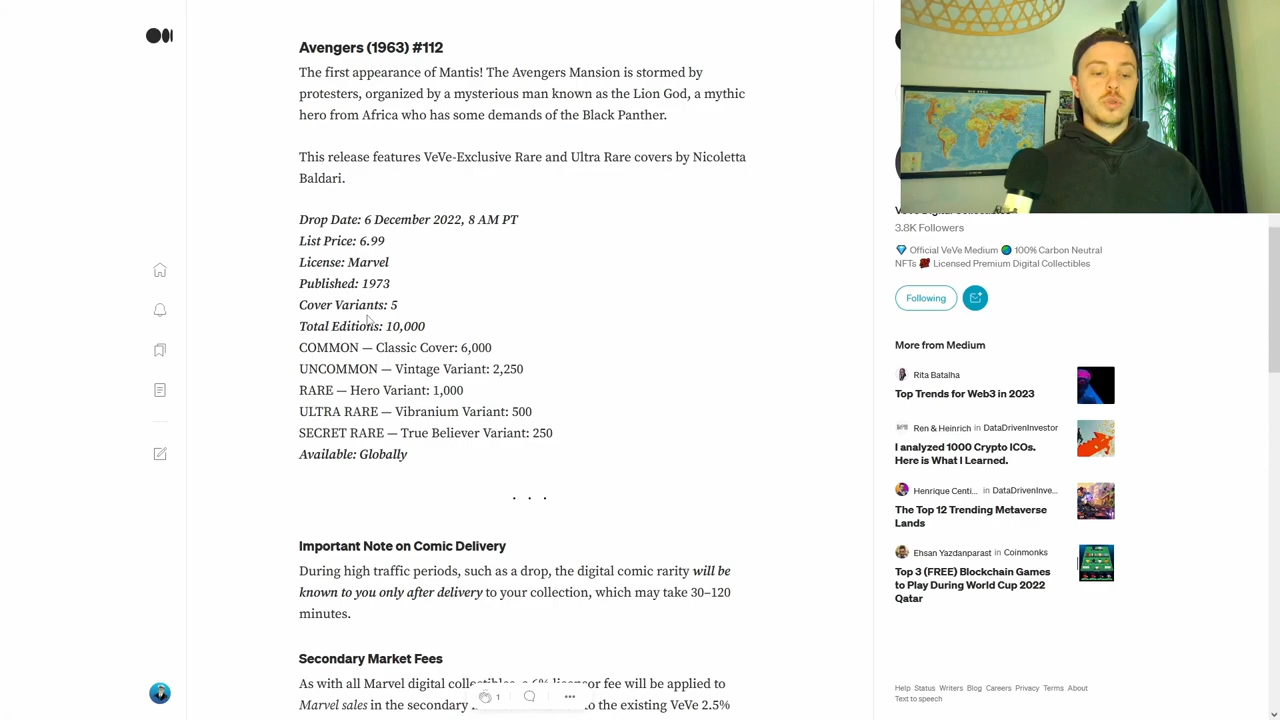 Avengers (1963) #112
The first appearance of Mantis! The Avengers Mansion is stormed by
protesters, organized by a mysterious man known as the Lion God, a mythic
hero from Africa who has some demands of the Black Panther.
This release features VeVe-Exclusive Rare and Ultra Rare covers by Nicoletta
Baldari.
Drop Date: 6 December 2022, 8 AM PT
List Price: 6.99
License: Marvel
Published: 1973
Cover Variants: 5
Total Editions: 10,000
COMMON — Classic Cover: 6,000
UNCOMMON — Vintage Variant: 2,250
RARE — Hero Variant: 1,000
ULTRA RARE — Vibranium Variant: 500
SECRET RARE — True Believer Variant: 250
Available: Globally
. . .
Important Note on Comic Delivery
During high traffic periods, such as a drop, the digital comic rarity will be
known to you only after delivery to your collection, which may take 30–120
minutes.
Secondary Market Fees
As with all Marvel digital collectibles, a 6% licensor fee will be applied to
Marvel sales in the secondary to the existing VeVe 2.5%
1
3.8K Followers
💎 Official VeVe Medium 🌎 100% Carbon Neutral
NFTs Licensed Premium Digital Collectibles
Following
More from Medium
Rita Batalha
Top Trends for Web3 in 2023
Ren & Heinrich in DataDrivenInvestor
I analyzed 1000 Crypto ICOs.
Here is What I Learned.
Henrique Centi... in DataDrivenInve...
The Top 12 Trending Metaverse
Lands
Ehsan Yazdanparast in Coinmonks
Top 3 (FREE) Blockchain Games
to Play During World Cup 2022
Qatar
Help Status Writers Blog Careers Privacy Terms About
Text to speech